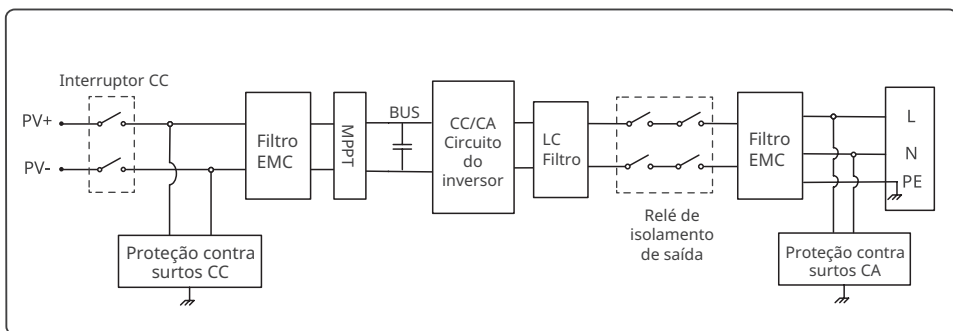 Interruptor CC
PV+
PV-
Filtro
EMC
MPPT
BUS
CC/CA
Circuito
do
inversor
LC
Filtro
Relé de
isolamento
de saída
Filtro
EMC
L
N
PE
Proteção contra
surtos CC
Proteção contra
surtos CA